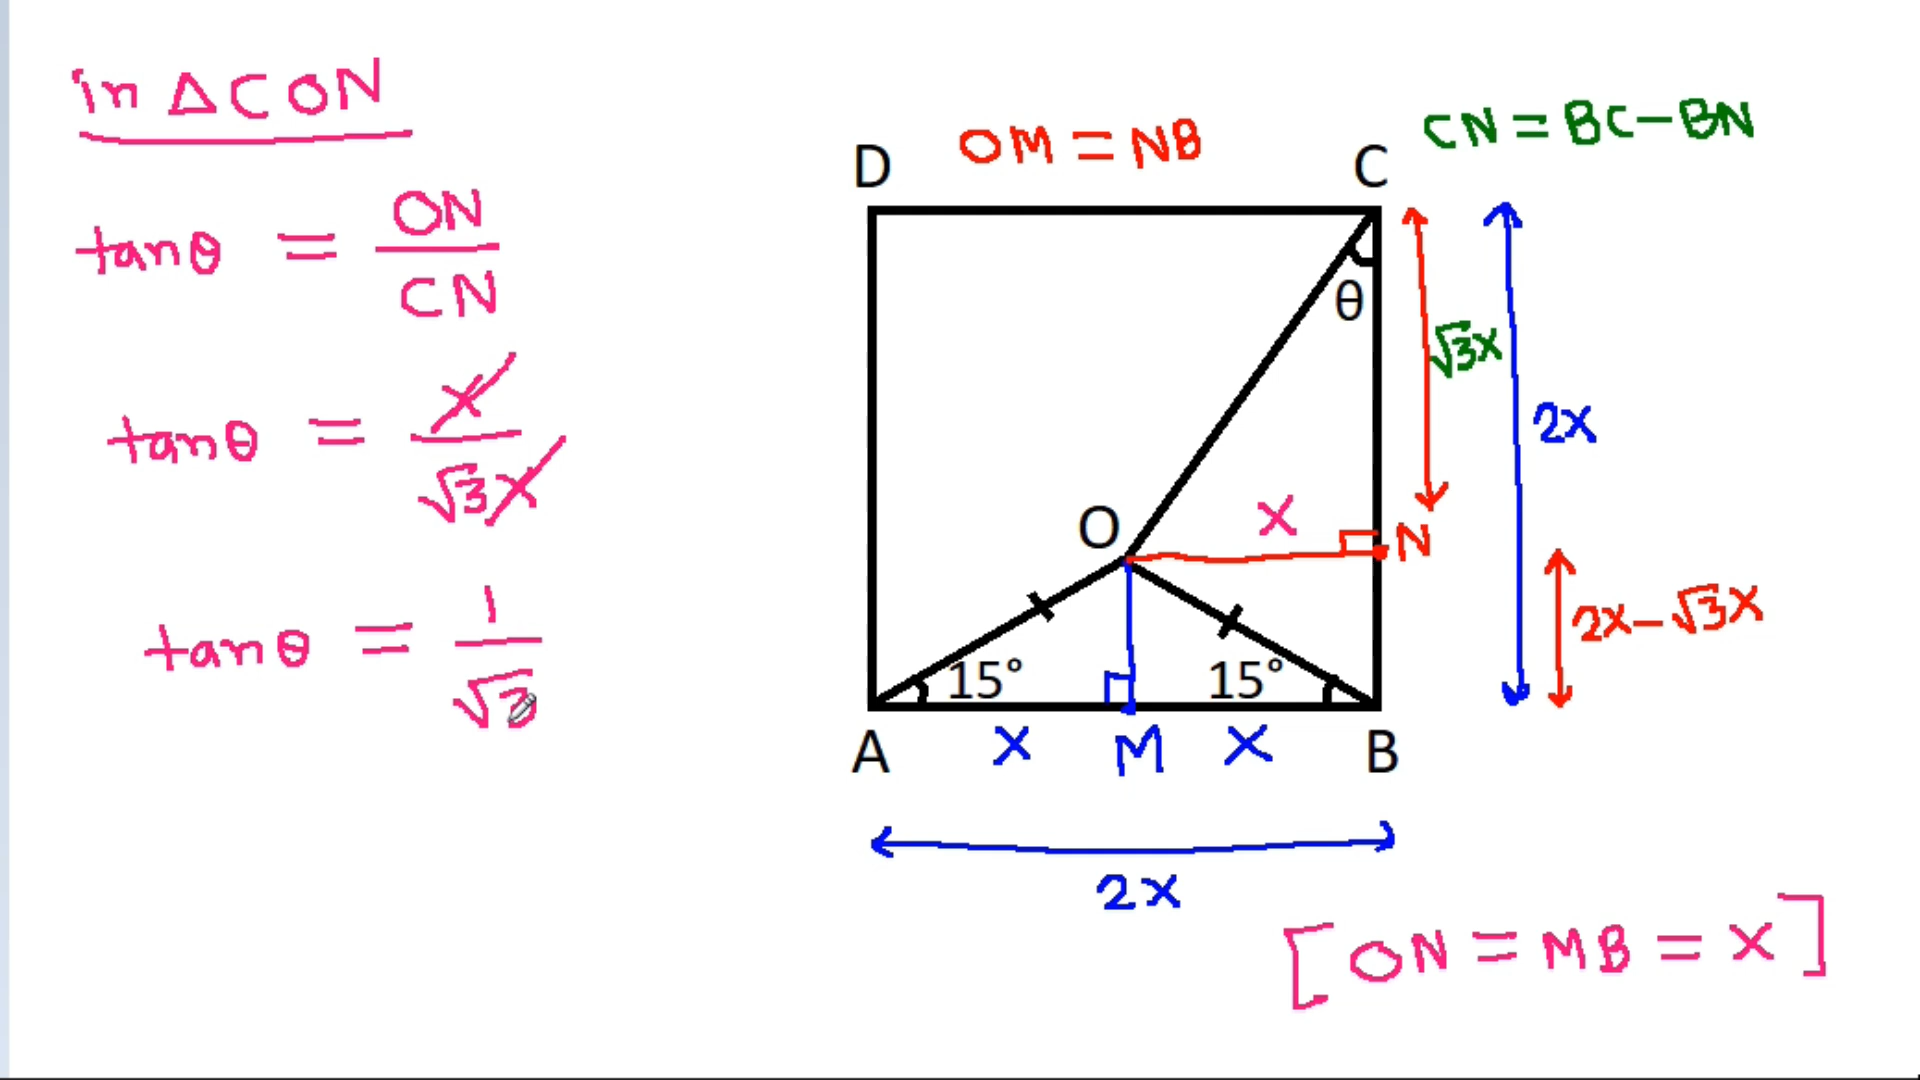 in ΔCON
tanθ = ON/CN
tanθ = x/√3x
tanθ = 1/√3
OM = NB
CN = BC-BN
D
C
θ
√3x
2x
O
x
N
2x-√3x
15°
15°
A
x
M
x
B
2x
[ON = MB = x]